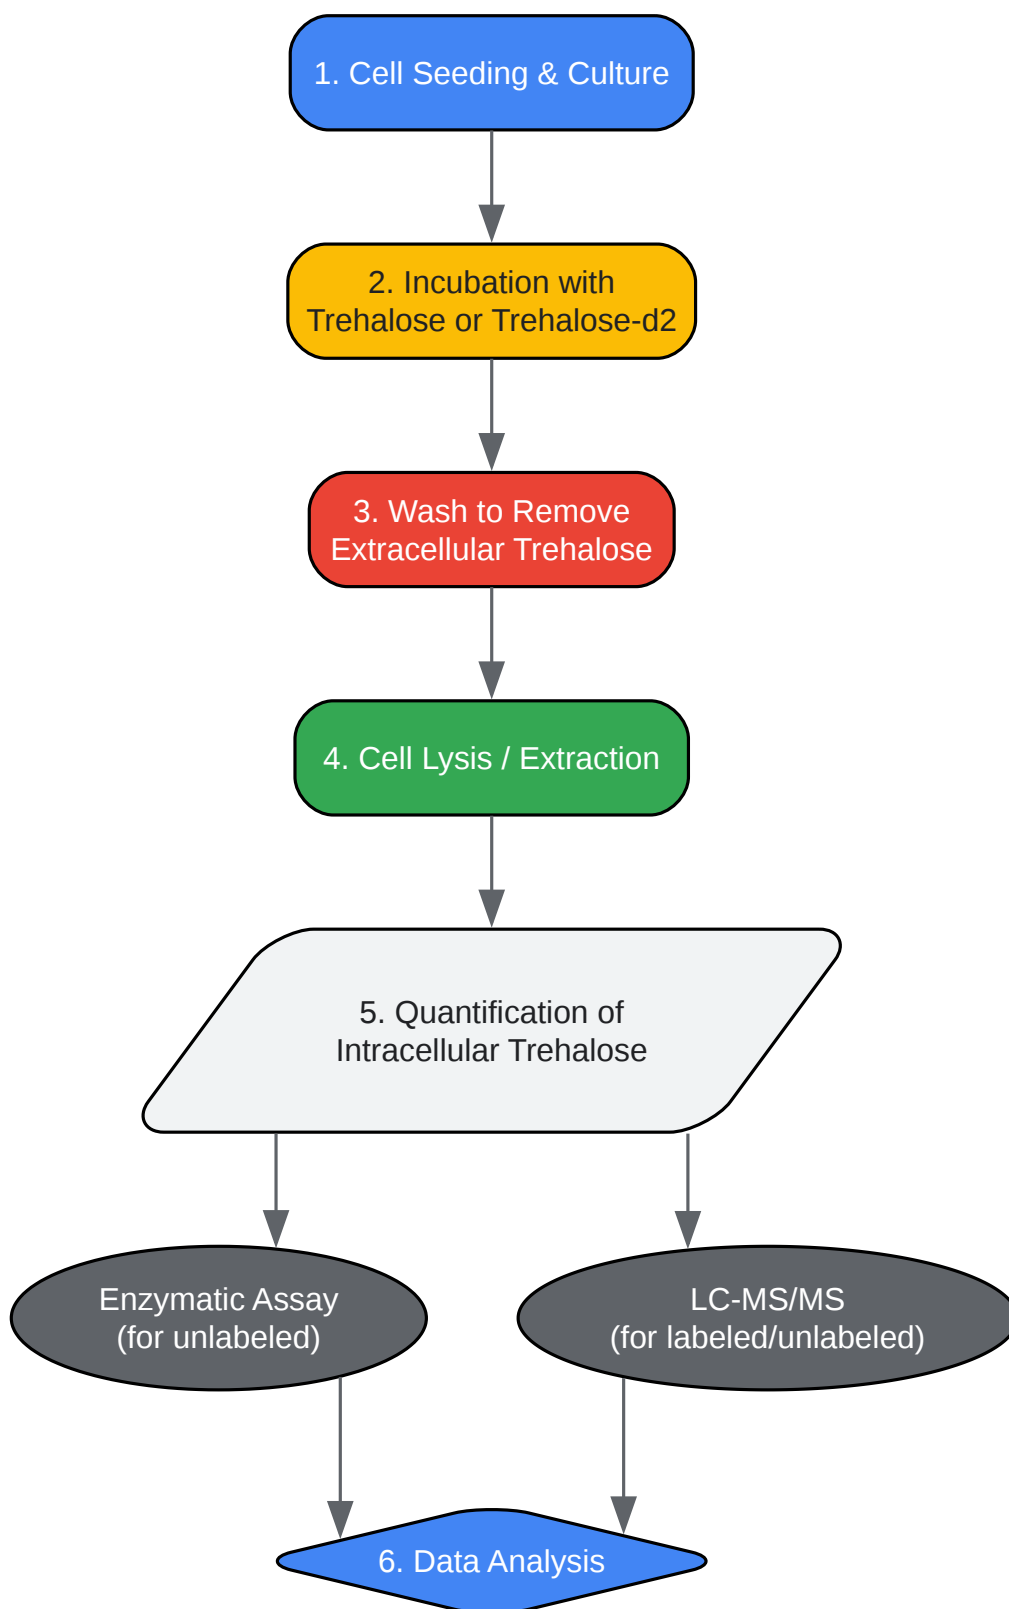 1. Cell Seeding & Culture
2. Incubation with
Trehalose or Trehalose-d2
3. Wash to Remove
Extracellular Trehalose
4. Cell Lysis / Extraction
5. Quantification of
Intracellular Trehalose
Enzymatic Assay
(for unlabeled)
LC-MS/MS
(for labeled/unlabeled)
6. Data Analysis